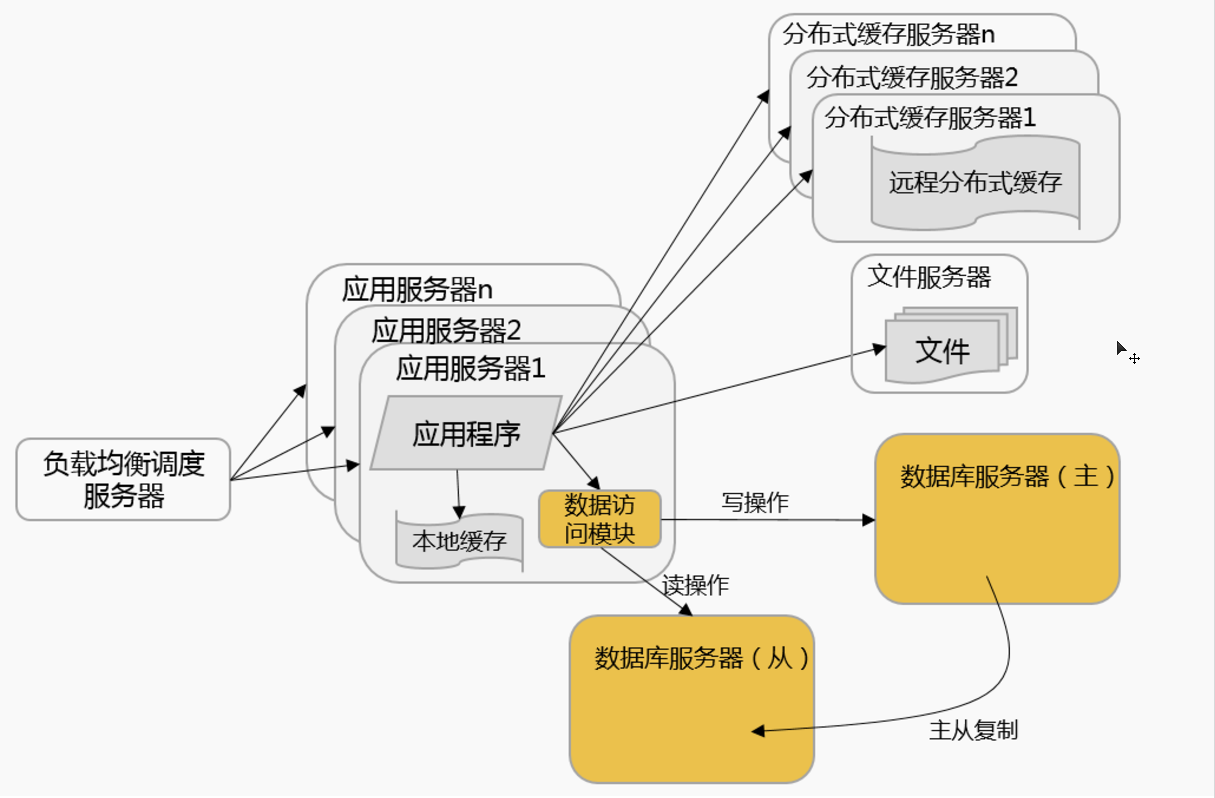 分布式缓存服务器n
分布式缓存服务器2
分布式缓存服务器1
远程分布式缓存
文件服务器
文件
应用服务器n
应用服务器2
应用服务器1
应用程序
负载均衡调度
服务器
本地缓存
数据访
问模块
写操作
读操作
数据库服务器（主）
数据库服务器（从）
主从复制